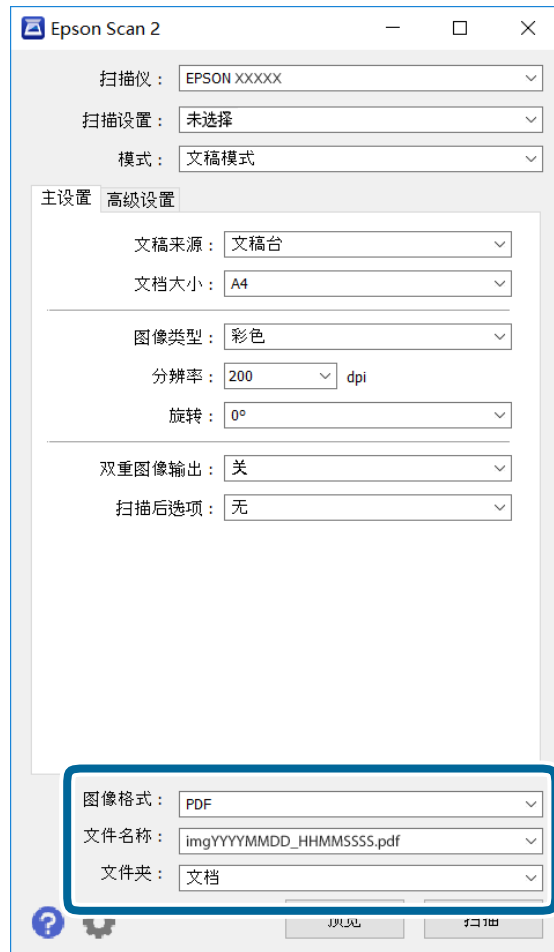 Epson Scan 2
扫描仪： EPSON XXXXX
扫描设置： 未选择
模式： 文稿模式
主设置 高级设置
文稿来源： 文稿台
文档大小： A4
图像类型： 彩色
分辨率： 200 dpi
旋转： 0º
双重图像输出： 关
扫描后选项： 无
图像格式： PDF
文件名称： imgYYYYMMDD_HHMMSSSS.pdf
文件夹： 文档
预览 扫描